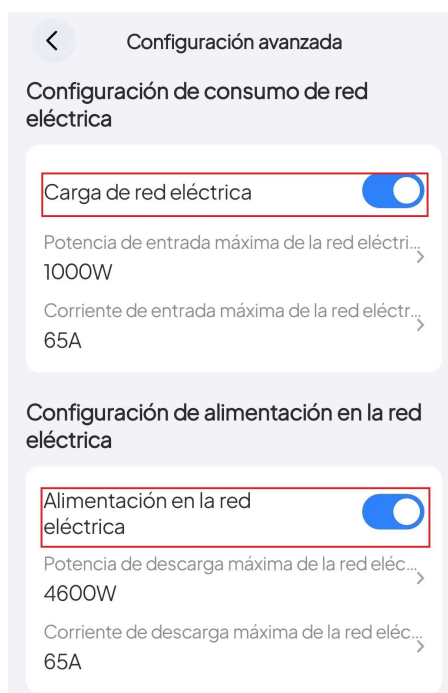 Configuración avanzada
Configuración de consumo de red
eléctrica
Carga de red eléctrica
Potencia de entrada máxima de la red eléctri...
1000W
Corriente de entrada máxima de la red eléctr...
65A
Configuración de alimentación en la red
eléctrica
Alimentación en la red
eléctrica
Potencia de descarga máxima de la red eléc...
4600W
Corriente de descarga máxima de la red eléc...
65A